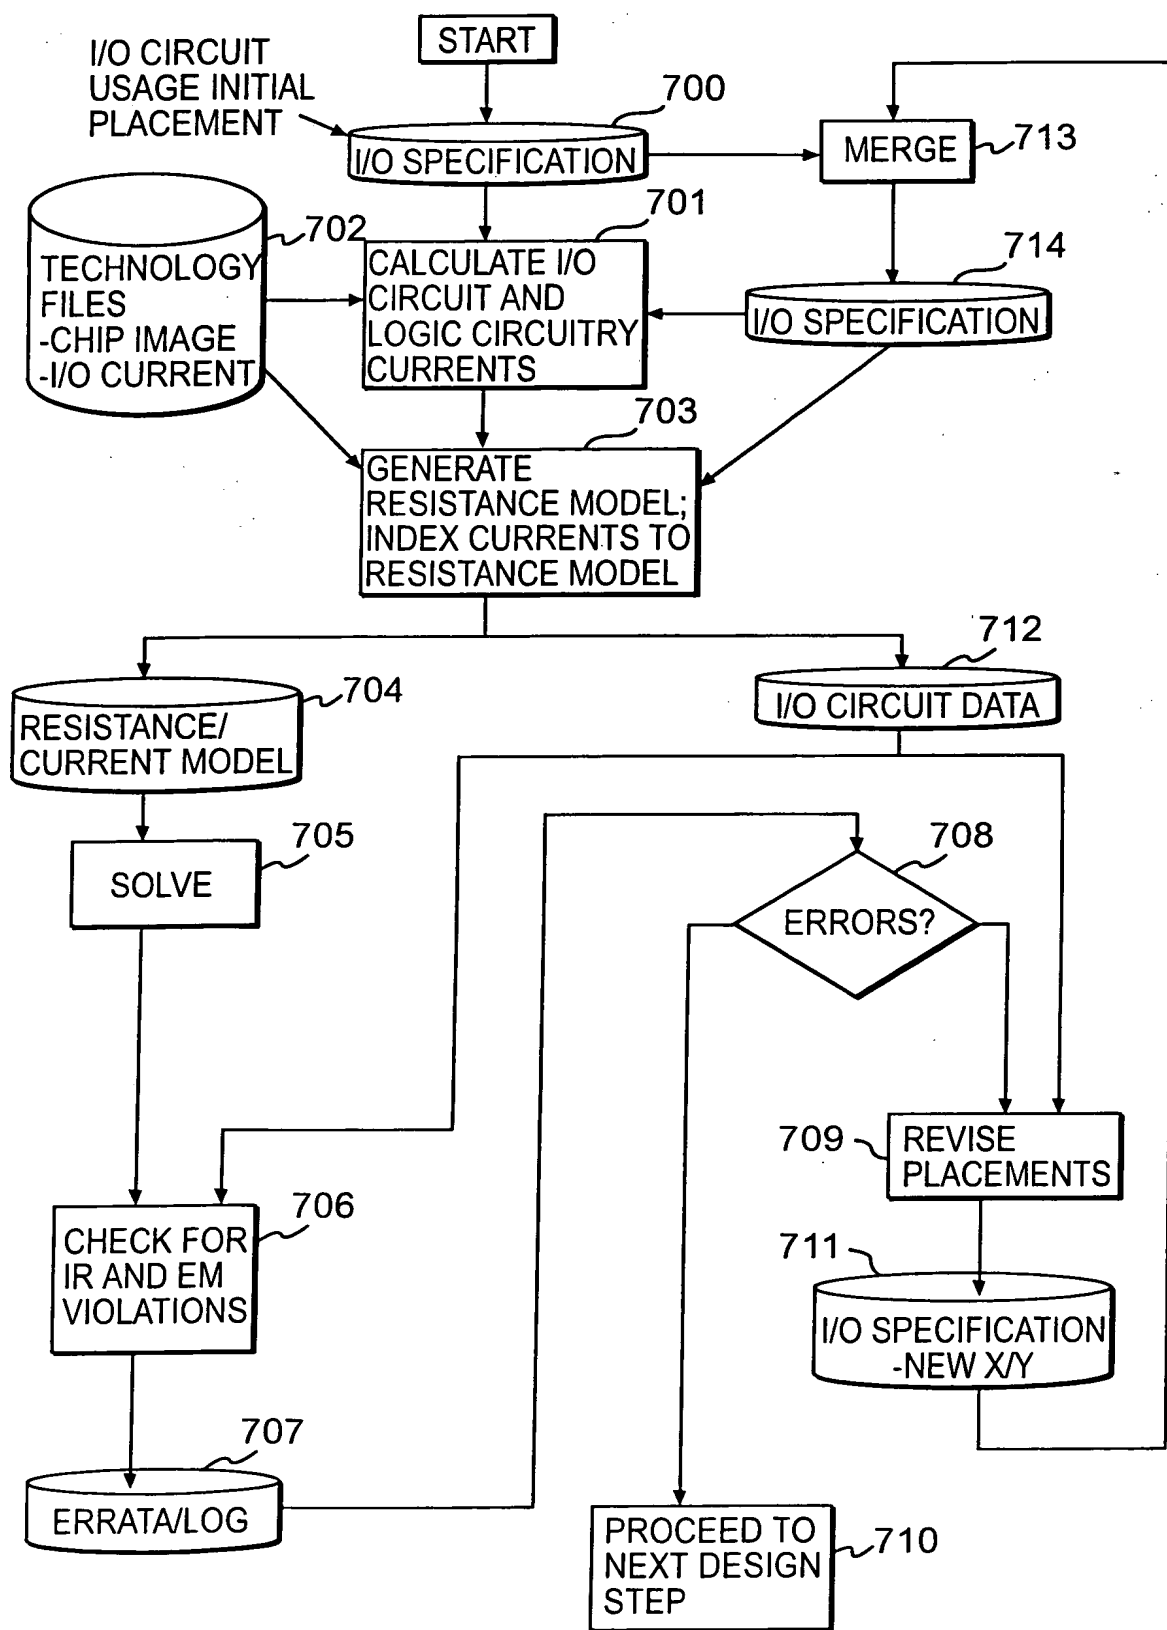 START
I/O CIRCUIT
USAGE INITIAL
PLACEMENT
700
I/O SPECIFICATION
MERGE
713
702
TECHNOLOGY
FILES
-CHIP IMAGE
-I/O CURRENT
701
CALCULATE I/O
CIRCUIT AND
LOGIC CIRCUITRY
CURRENTS
714
I/O SPECIFICATION
703
GENERATE
RESISTANCE MODEL;
INDEX CURRENTS TO
RESISTANCE MODEL
704
RESISTANCE/
CURRENT MODEL
712
I/O CIRCUIT DATA
705
SOLVE
708
ERRORS?
709
REVISE
PLACEMENTS
706
CHECK FOR
IR AND EM
VIOLATIONS
711
I/O SPECIFICATION
-NEW X/Y
707
ERRATA/LOG
PROCEED TO
NEXT DESIGN
STEP
710